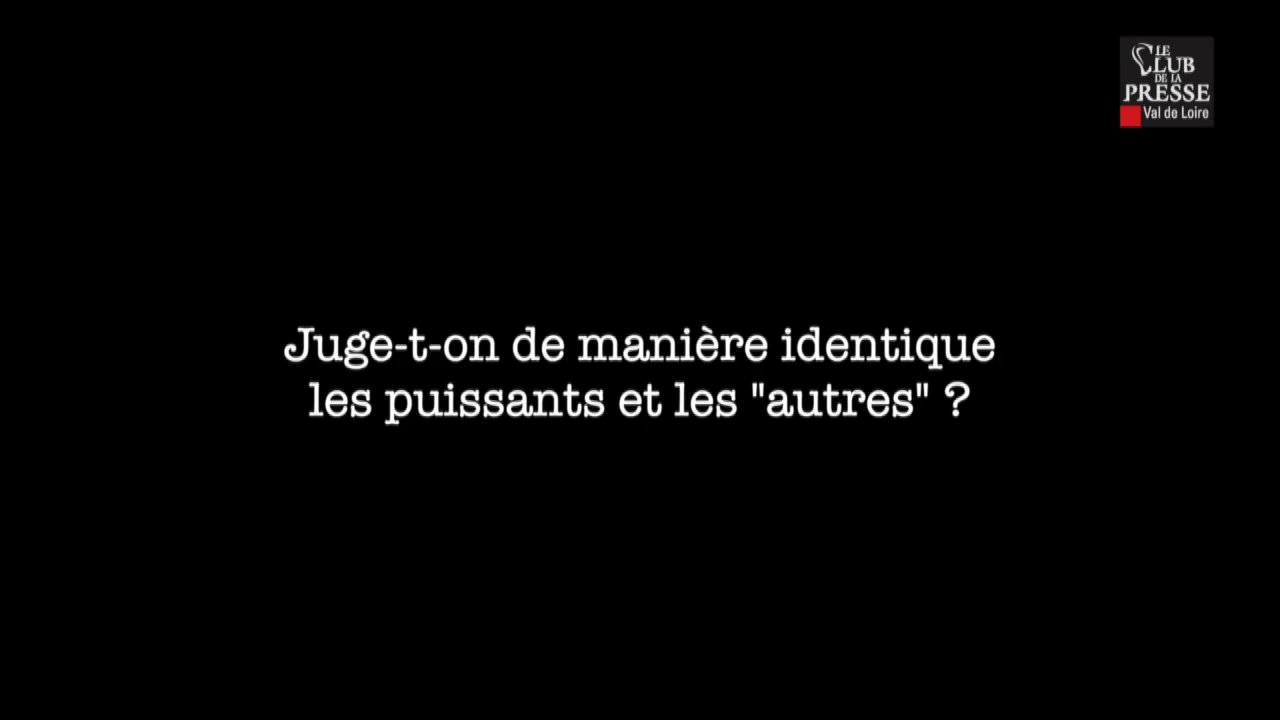 LE
CLUB
DE LA
PRESSE
Val de Loire
Juge-t-on de manière identique
les puissants et les "autres" ?